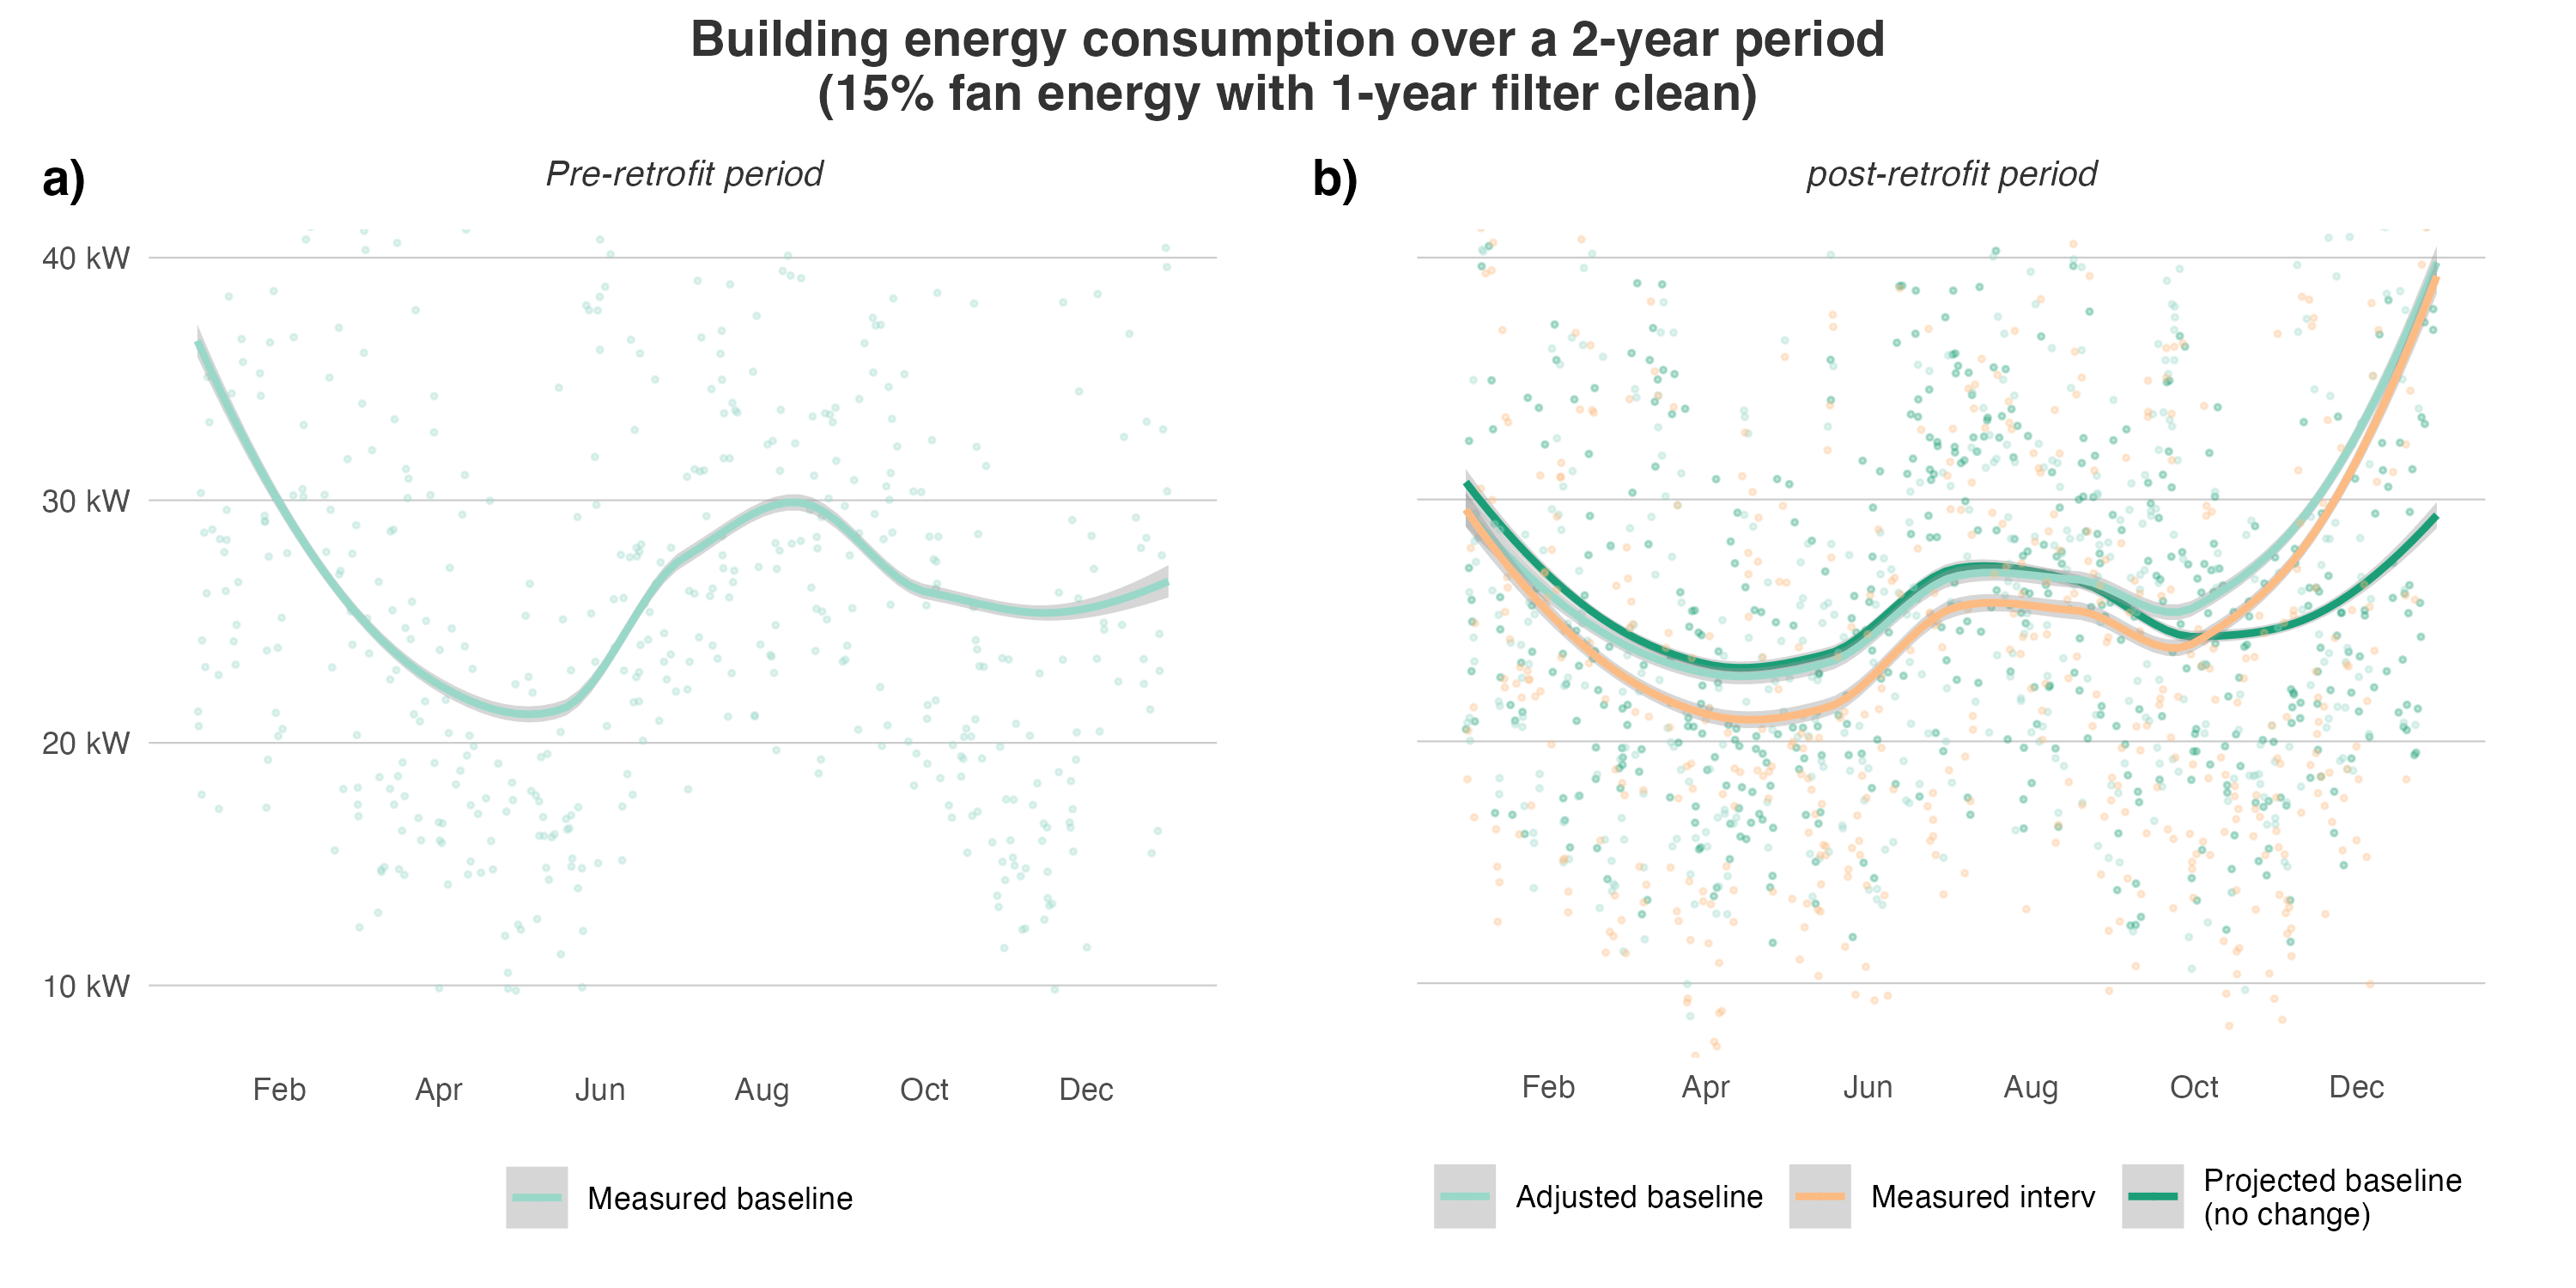 Building energy consumption over a 2-year period
(15% fan energy with 1-year filter clean)
a)
Pre-retrofit period
40 kW
30 kW
20 kW
10 kW
Feb Apr Jun Aug Oct Dec
Measured baseline
b)
post-retrofit period
Feb Apr Jun Aug Oct Dec
Adjusted baseline
Measured interv
Projected baseline
(no change)